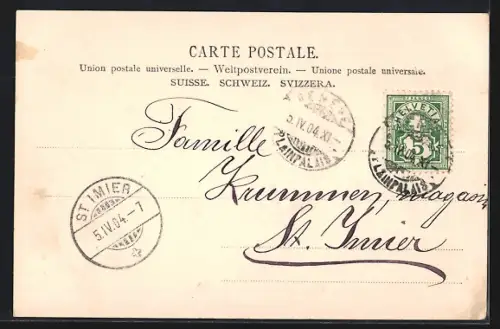 CARTE POSTALE.
Union postale universelle. — Weltpostverein. — Unione postale universale.
SUISSE. SCHWEIZ. SVIZZERA.
GENÈVE
5.IV.04.XI
PLAINPALAIS
HELVETIA
5
PLAINPALAIS
Famille
Krummen, magasin
St. Imier
ST IMIER
5.IV.04.-7